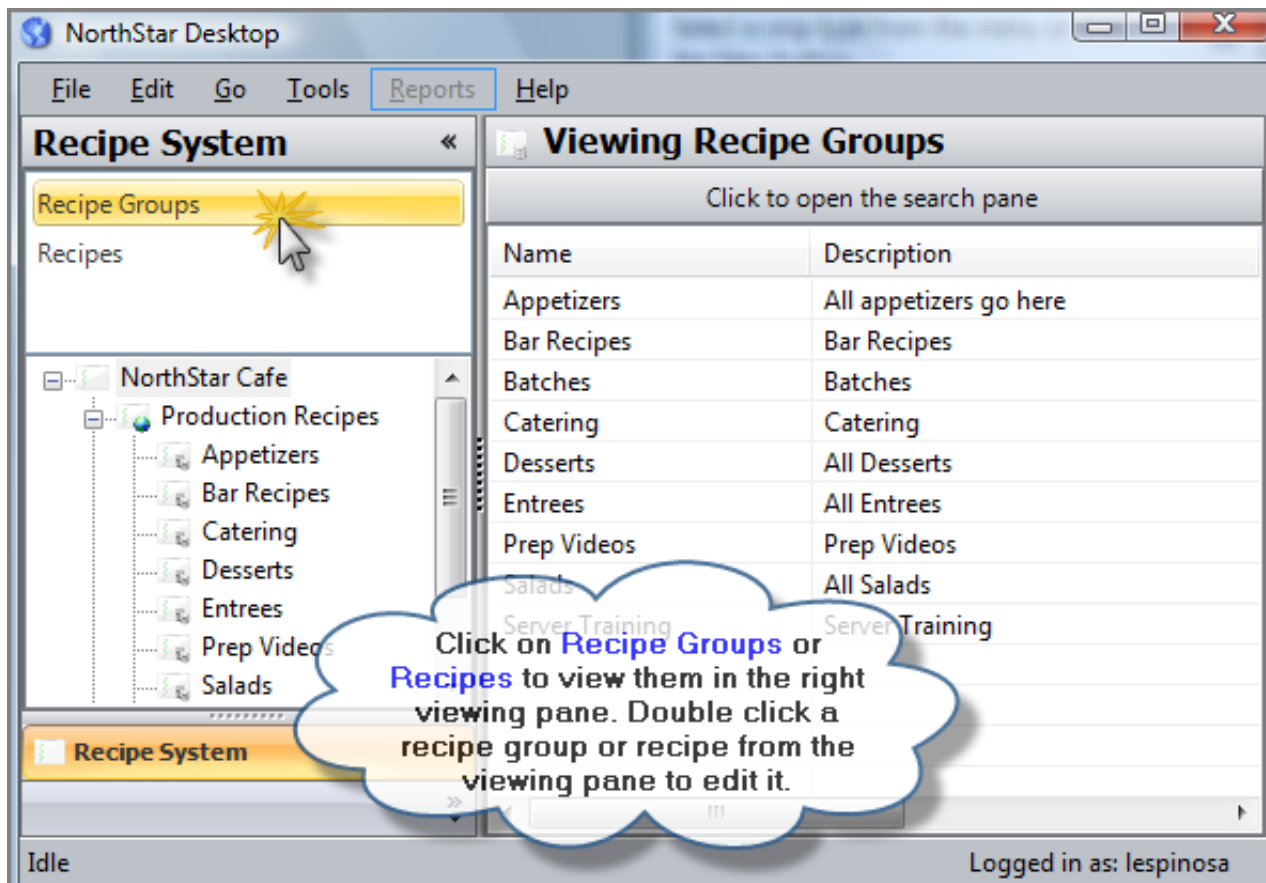 NorthStar Desktop
File Edit Go Tools Reports Help
Recipe System «
Recipe Groups
Recipes
NorthStar Cafe
Production Recipes
Appetizers
Bar Recipes
Catering
Desserts
Entrees
Prep Videos
Salads
Recipe System
Viewing Recipe Groups
Click to open the search pane
Name Description
Appetizers All appetizers go here
Bar Recipes Bar Recipes
Batches Batches
Catering Catering
Desserts All Desserts
Entrees All Entrees
Prep Videos Prep Videos
Salads All Salads
Server Training Server Training
Click on Recipe Groups or
Recipes to view them in the right
viewing pane. Double click a
recipe group or recipe from the
viewing pane to edit it.
Idle Logged in as: lespinosa